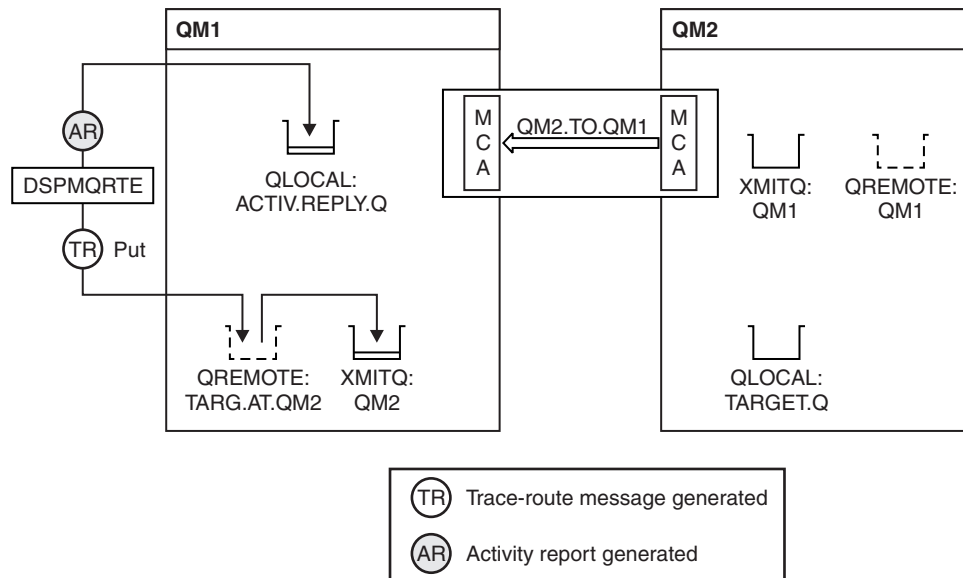 QM1
QM2
AR
DSPMQRTE
TR Put
QLOCAL:
ACTIV.REPLY.Q
M
C
A
QM2.TO.QM1
M
C
A
XMITQ:
QM1
QREMOTE:
QM1
QREMOTE:
TARG.AT.QM2
XMITQ:
QM2
QLOCAL:
TARGET.Q
TR Trace-route message generated
AR Activity report generated